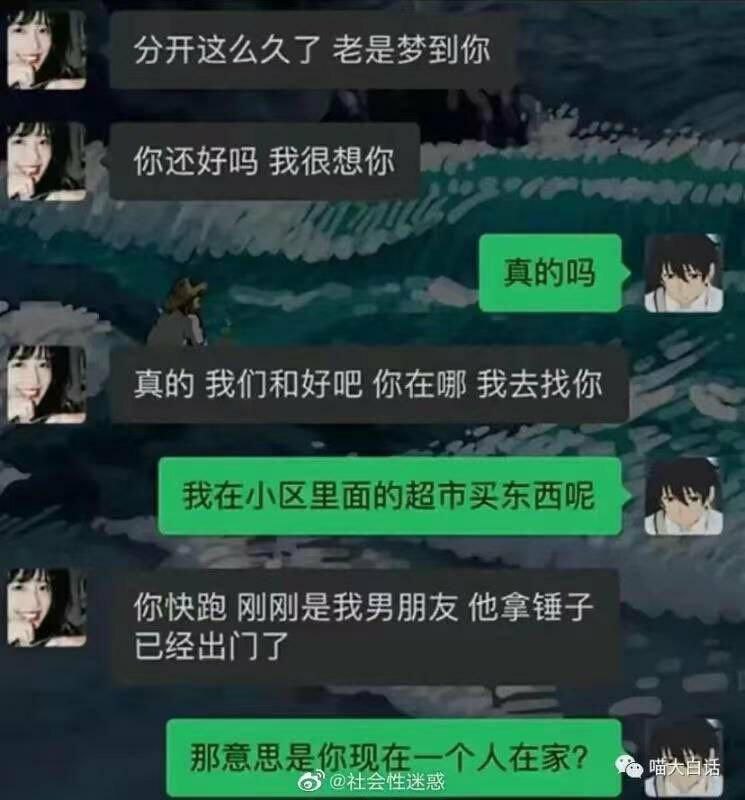 分开这么久了 老是梦到你
你还好吗 我很想你
真的吗
真的 我们和好吧 你在哪 我去找你
我在小区里面的超市买东西呢
你快跑 刚刚是我男朋友 他拿锤子
已经出门了
那意思是你现在一个人在家?
@社会性迷惑
喵大白话